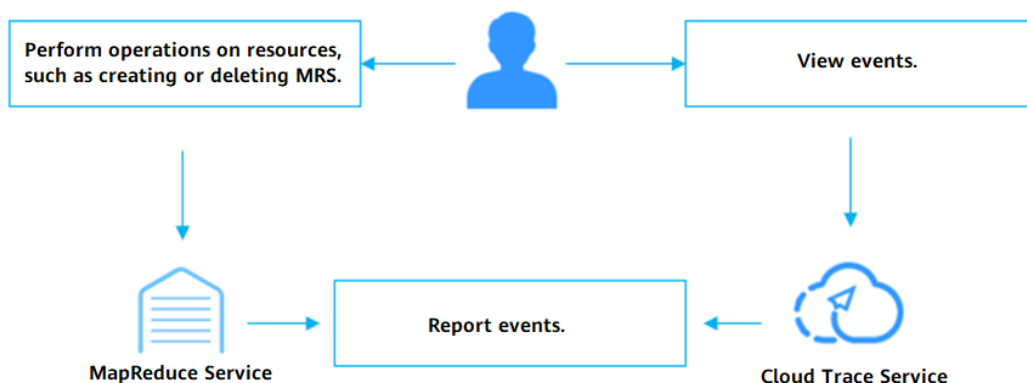 Perform operations on resources,
such as creating or deleting MRS.
View events.
Report events.
MapReduce Service
Cloud Trace Service